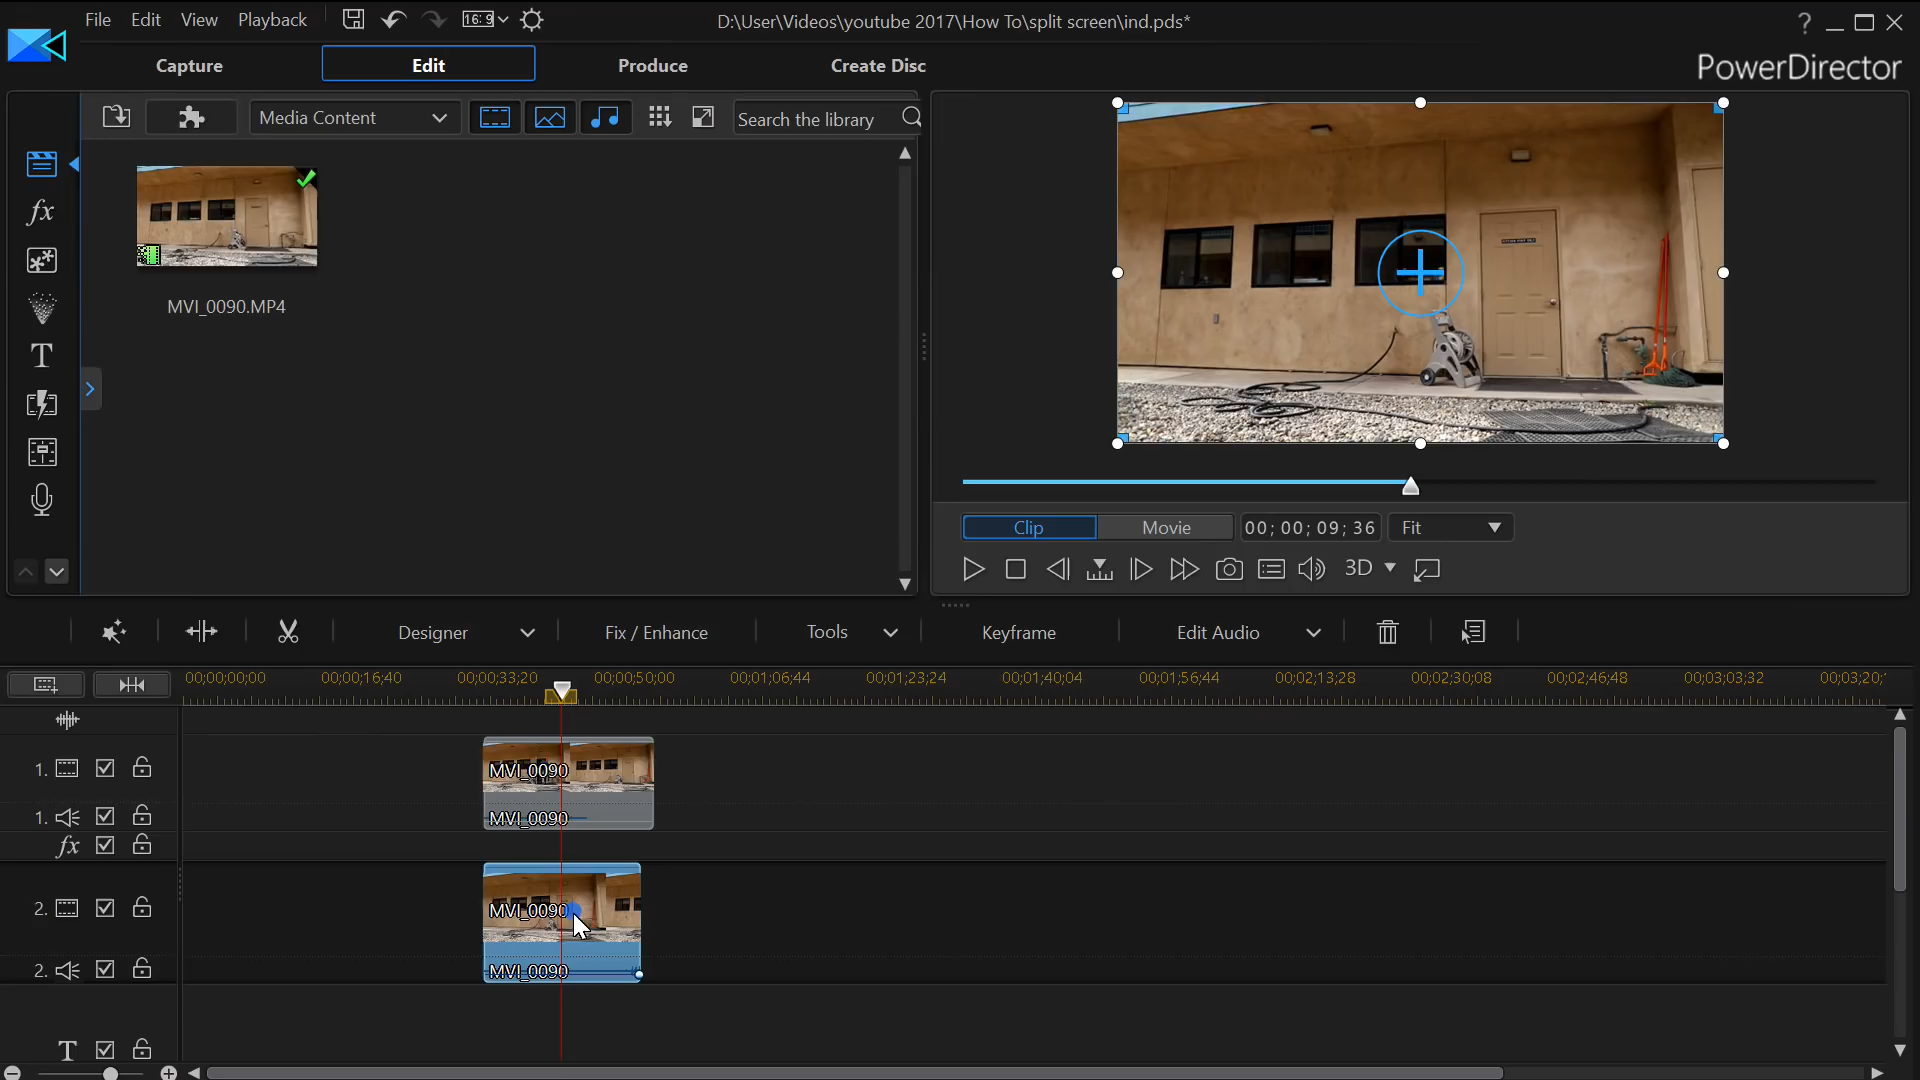 File Edit View Playback 16:9 D:\User\Videos\youtube 2017\How To\split screen\ind.pds* ?
Capture Edit Produce Create Disc PowerDirector
Media Content Search the library
fx
MVI_0090.MP4
T
Clip Movie 00; 00; 09; 36 Fit
3D
Designer Fix / Enhance Tools Keyframe Edit Audio
00;00;00;00 00;00;16;40 00;00;33;20 00;00;50;00 00;01;06;44 00;01;23;24 00;01;40;04 00;01;56;44 00;02;13;28 00;02;30;08 00;02;46;48 00;03;03;32 00;03;20;
1. MVI_0090
1. MVI_0090
fx
2. MVI_0090
2. MVI_0090
T